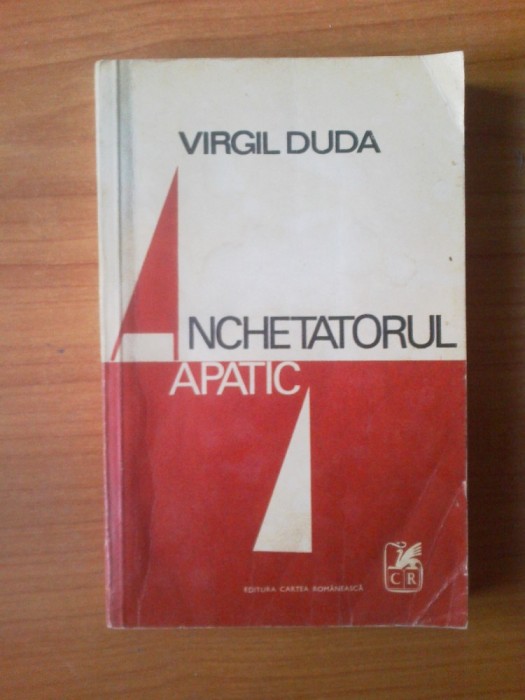 VIRGIL DUDA
ANCHETATORUL
APATIC
EDITURA CARTEA ROMÂNEASCĂ
CR